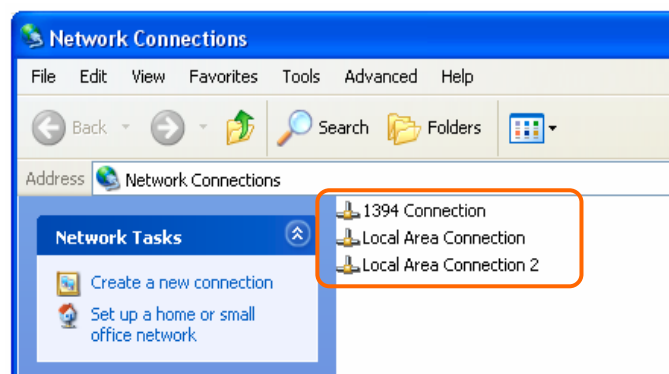 Network Connections
File Edit View Favorites Tools Advanced Help
Back Search Folders
Address Network Connections
Network Tasks
Create a new connection
Set up a home or small
office network
1394 Connection
Local Area Connection
Local Area Connection 2